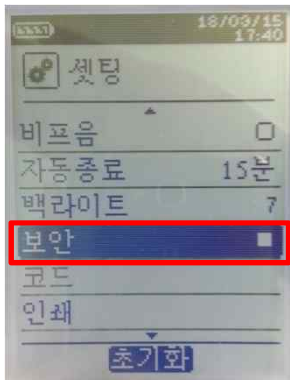 18/03/15
17:40
셋팅
비프음
자동종료 15분
백라이트 7
보안
코드
인쇄
초기화